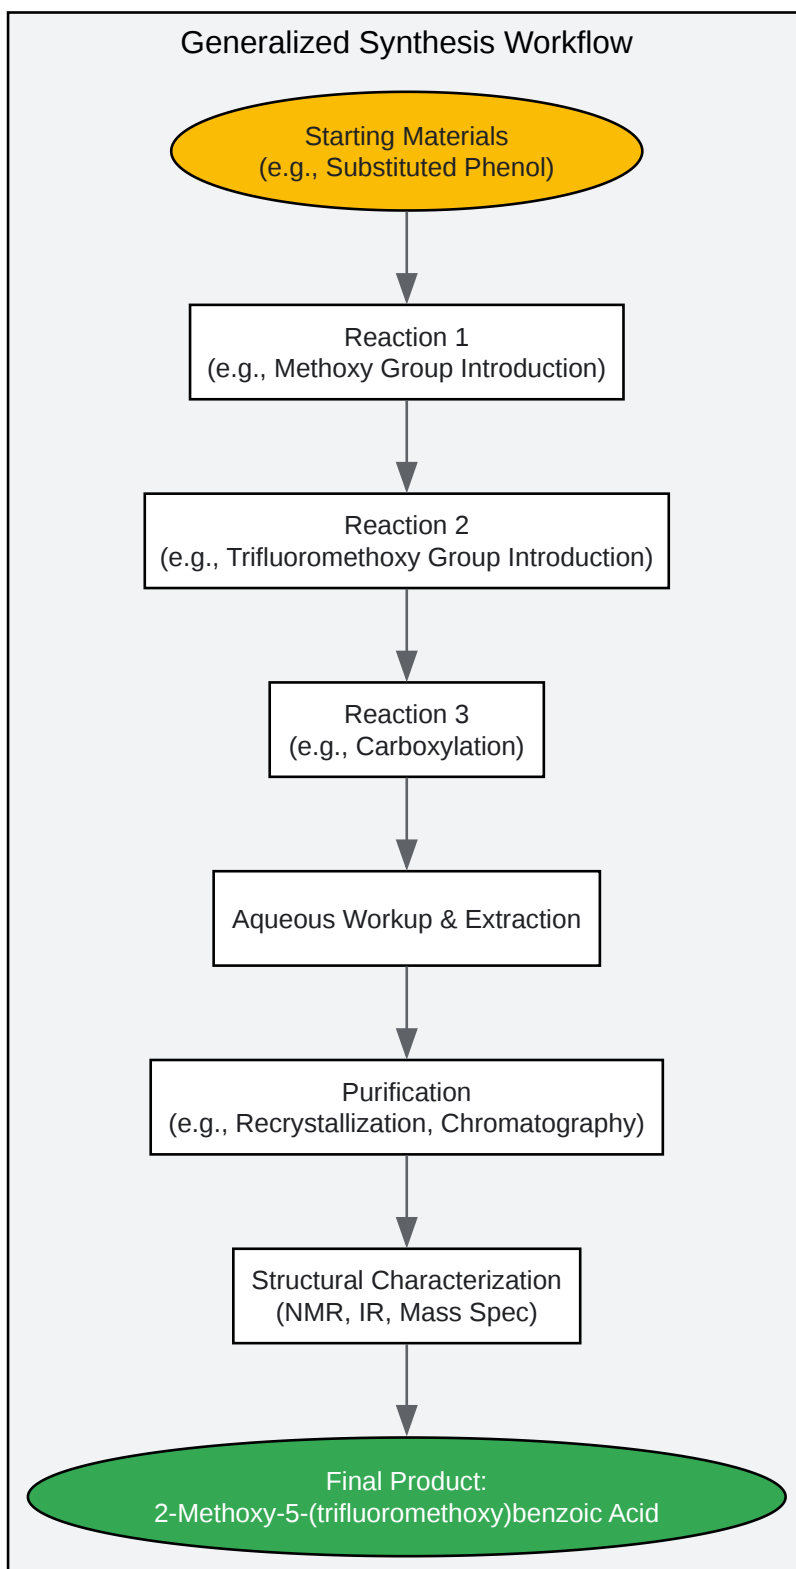 Generalized Synthesis Workflow
Starting Materials
(e.g., Substituted Phenol)
Reaction 1
(e.g., Methoxy Group Introduction)
Reaction 2
(e.g., Trifluoromethoxy Group Introduction)
Reaction 3
(e.g., Carboxylation)
Aqueous Workup & Extraction
Purification
(e.g., Recrystallization, Chromatography)
Structural Characterization
(NMR, IR, Mass Spec)
Final Product:
2-Methoxy-5-(trifluoromethoxy)benzoic Acid